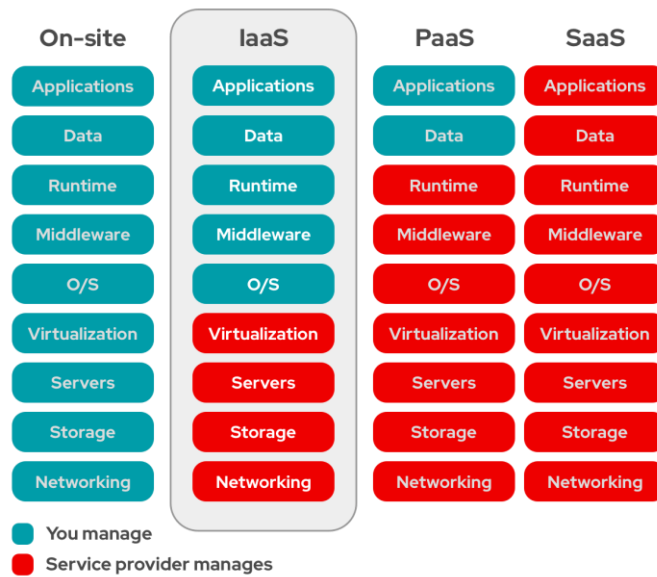 On-site IaaS PaaS SaaS
Applications Applications Applications Applications
Data Data Data Data
Runtime Runtime Runtime Runtime
Middleware Middleware Middleware Middleware
O/S O/S O/S O/S
Virtualization Virtualization Virtualization Virtualization
Servers Servers Servers Servers
Storage Storage Storage Storage
Networking Networking Networking Networking
You manage
Service provider manages